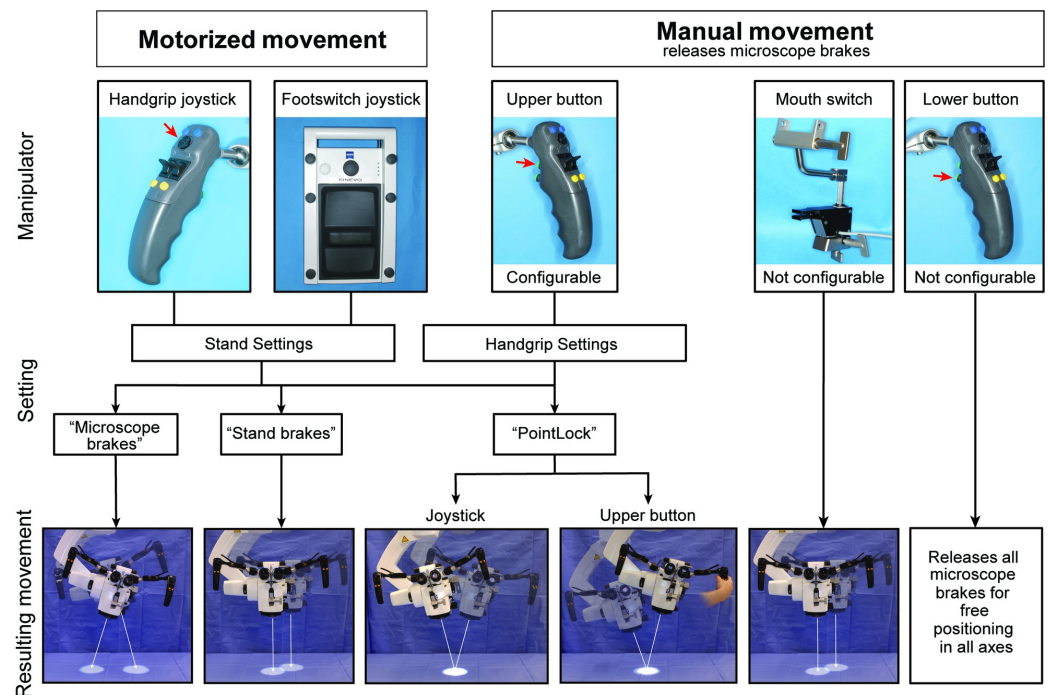 Motorized movement
Manual movement
releases microscope brakes
Manipulator
Handgrip joystick
Footswitch joystick
Upper button
Mouth switch
Lower button
KINEVO
Configurable
Not configurable
Not configurable
Setting
Stand Settings
Handgrip Settings
“Microscope
brakes”
“Stand brakes”
“PointLock”
Joystick
Upper button
Resulting movement
Releases all
microscope
brakes for
free
positioning
in all axes